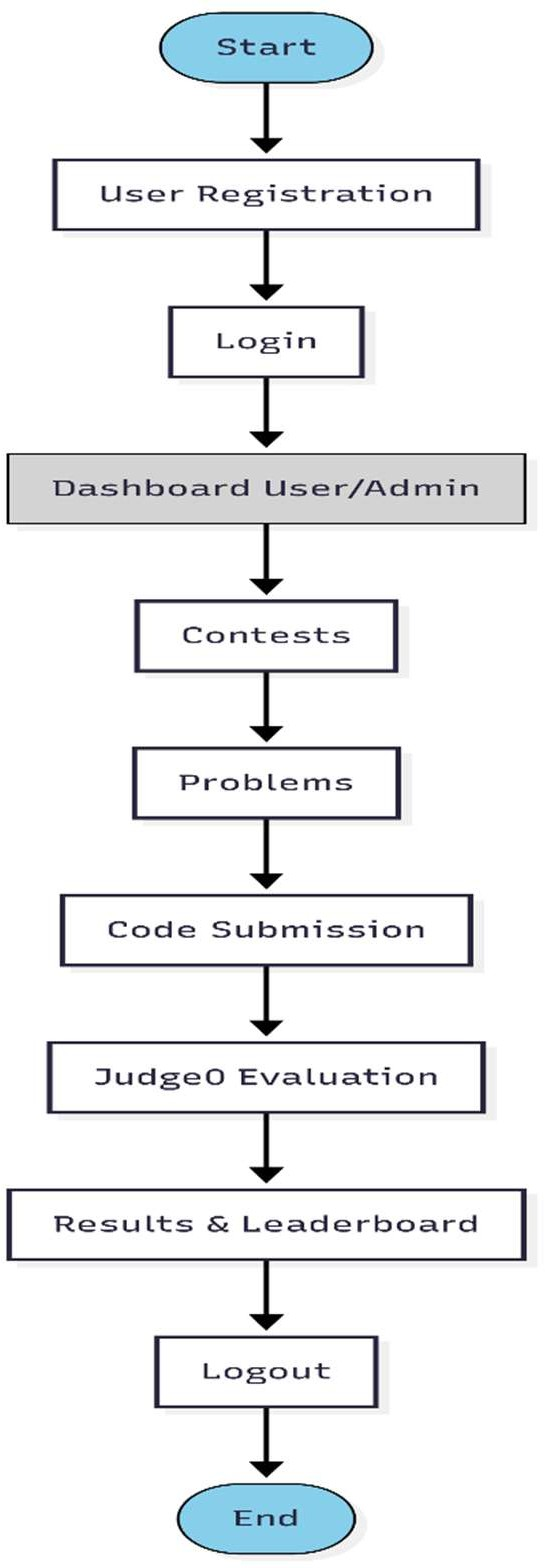 Start
User Registration
Login
Dashboard User/Admin
Contests
Problems
Code Submission
Judge0 Evaluation
Results & Leaderboard
Logout
End